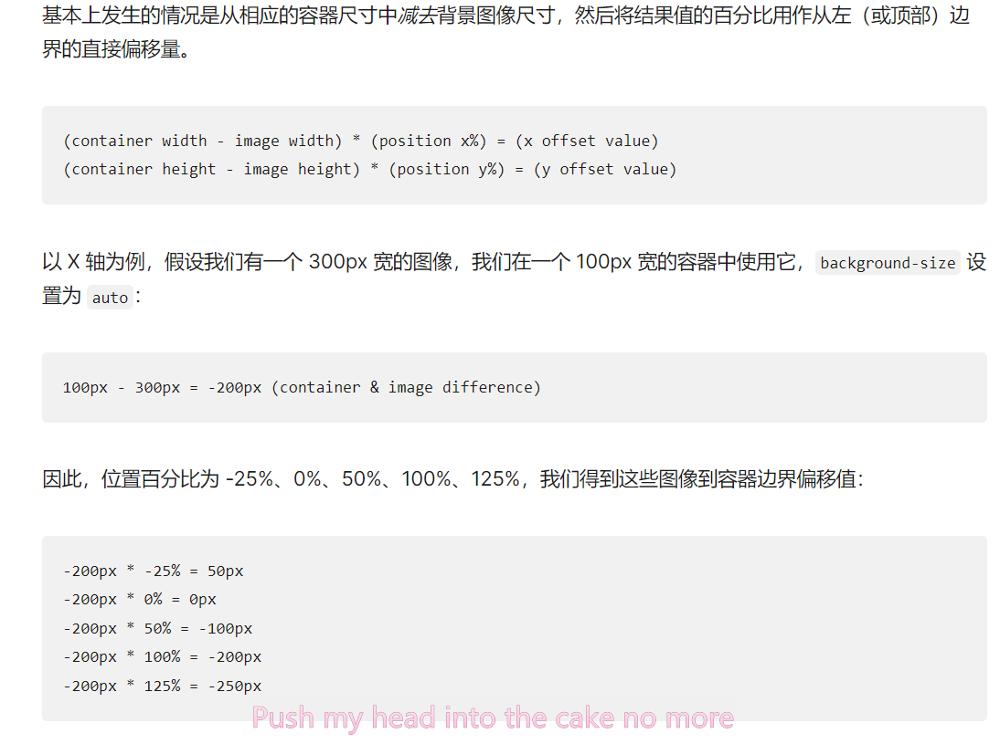 基本上发生的情况是从相应的容器尺寸中减去背景图像尺寸，然后将结果值的百分比用作从左（或顶部）边
界的直接偏移量。
(container width - image width) * (position x%) = (x offset value)
(container height - image height) * (position y%) = (y offset value)
以 X 轴为例，假设我们有一个 300px 宽的图像，我们在一个 100px 宽的容器中使用它，background-size 设
置为 auto：
100px - 300px = -200px (container & image difference)
因此，位置百分比为 -25%、0%、50%、100%、125%，我们得到这些图像到容器边界偏移值：
-200px * -25% = 50px
-200px * 0% = 0px
-200px * 50% = -100px
-200px * 100% = -200px
-200px * 125% = -250px
Push my head into the cake no more